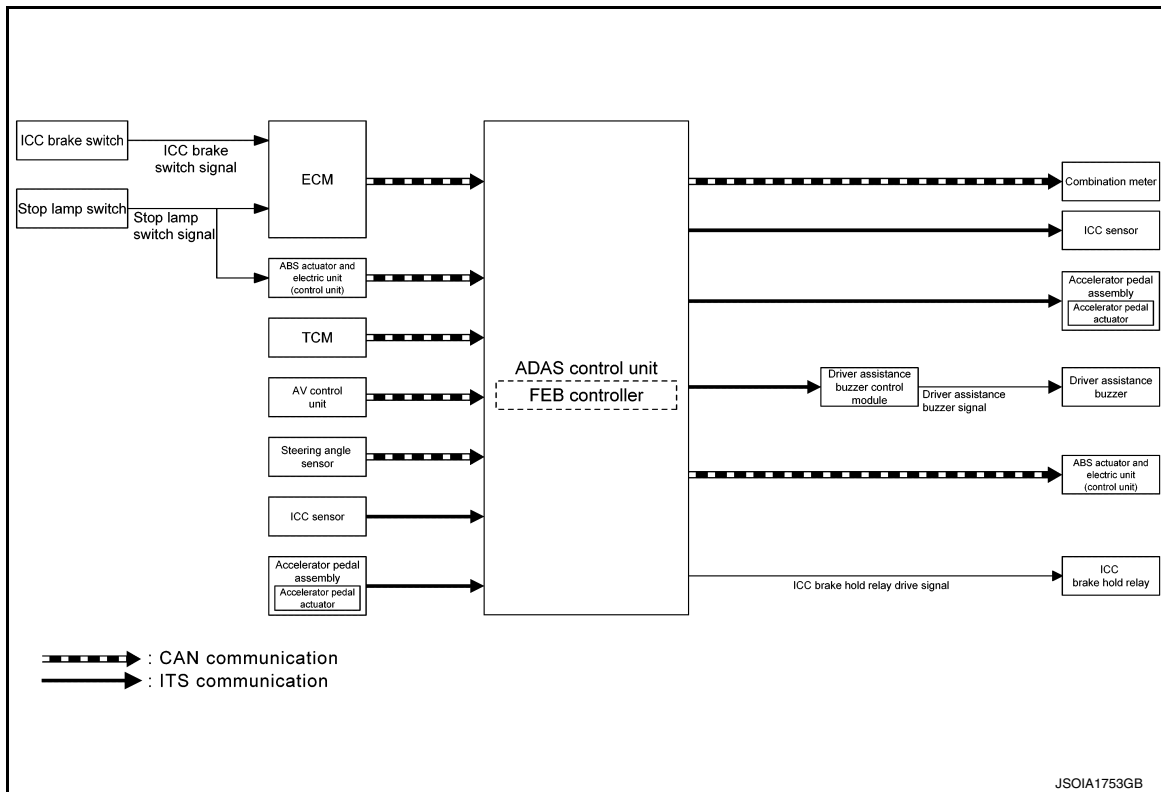 ICC brake switch
ICC brake
switch signal
Stop lamp switch
Stop lamp
switch signal
ECM
ABS actuator and
electric unit
(control unit)
TCM
AV control
unit
Steering angle
sensor
ICC sensor
Accelerator pedal
assembly
Accelerator pedal
actuator
ADAS control unit
FEB controller
Combination meter
ICC sensor
Accelerator pedal
assembly
Accelerator pedal
actuator
Driver assistance
buzzer control
module
Driver assistance
buzzer signal
Driver assistance
buzzer
ABS actuator and
electric unit
(control unit)
ICC brake hold relay drive signal
ICC
brake hold relay
: CAN communication
: ITS communication
JSOIA1753GB